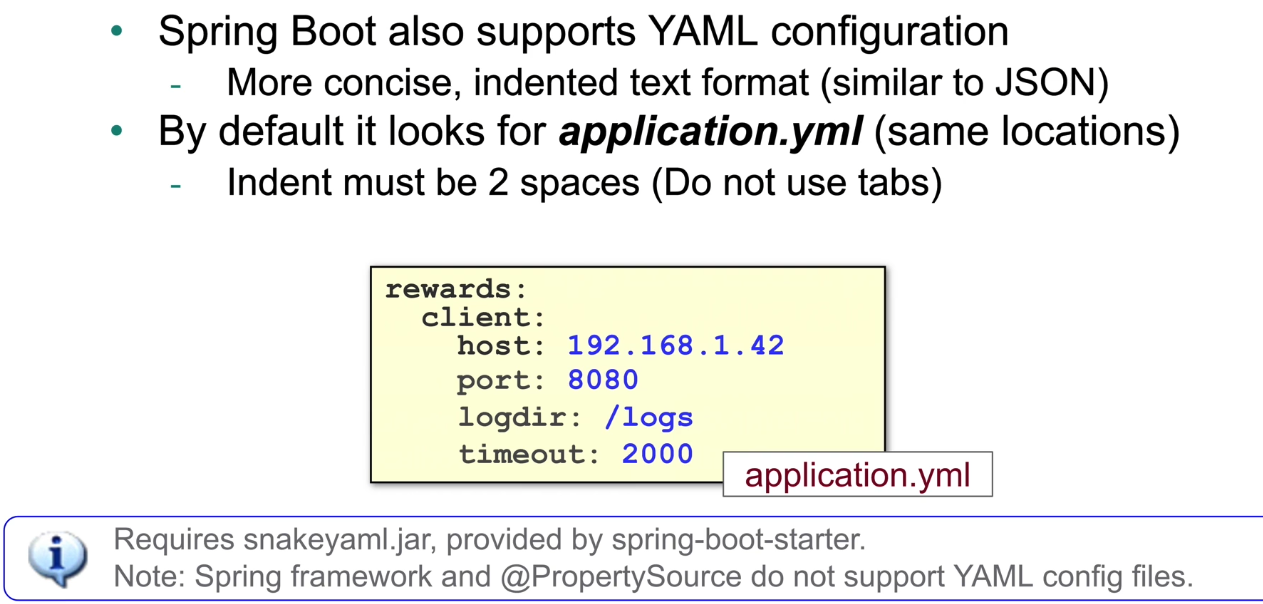 • Spring Boot also supports YAML configuration
- More concise, indented text format (similar to JSON)
• By default it looks for application.yml (same locations)
- Indent must be 2 spaces (Do not use tabs)
rewards:
  client:
    host: 192.168.1.42
    port: 8080
    logdir: /logs
    timeout: 2000
application.yml
Requires snakeyaml.jar, provided by spring-boot-starter.
Note: Spring framework and @PropertySource do not support YAML config files.